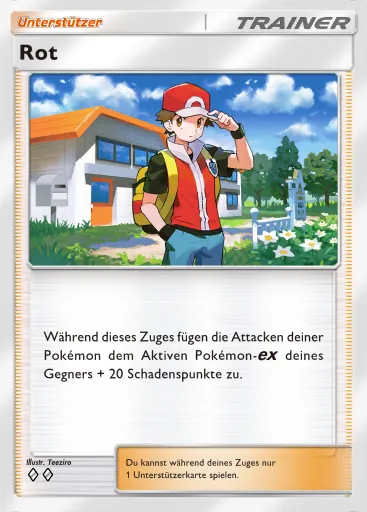 Unterstützer
TRAINER
Rot
Während dieses Zuges fügen die Attacken deiner
Pokémon dem Aktiven Pokémon-ex deines
Gegners + 20 Schadenspunkte zu.
Illustr. Teeziro
Du kannst während deines Zuges nur
1 Unterstützerkarte spielen.